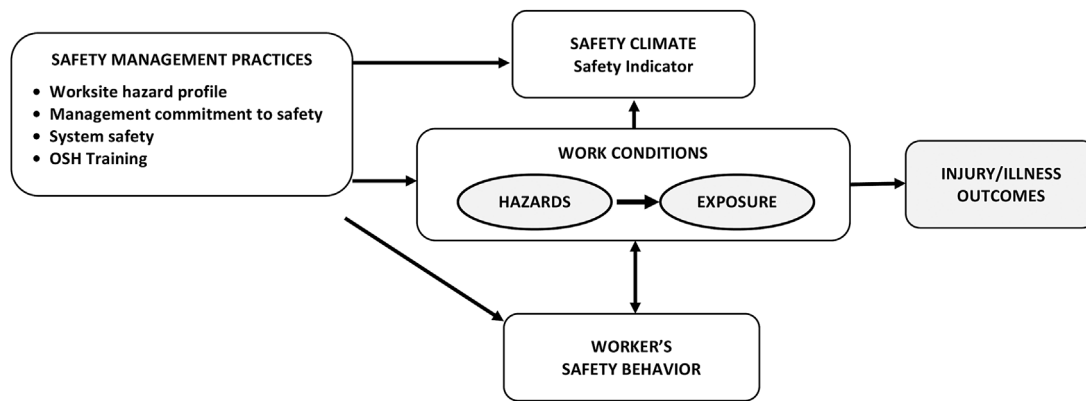 SAFETY MANAGEMENT PRACTICES
• Worksite hazard profile
• Management commitment to safety
• System safety
• OSH Training
SAFETY CLIMATE
Safety Indicator
WORK CONDITIONS
HAZARDS
EXPOSURE
INJURY/ILLNESS
OUTCOMES
WORKER'S
SAFETY BEHAVIOR